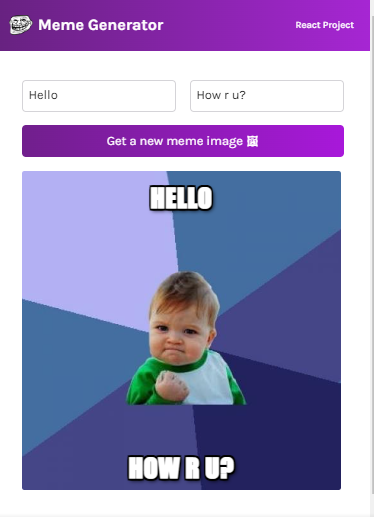 Meme Generator
React Project
Hello
How r u?
Get a new meme image 🖼
HELLO
HOW R U?